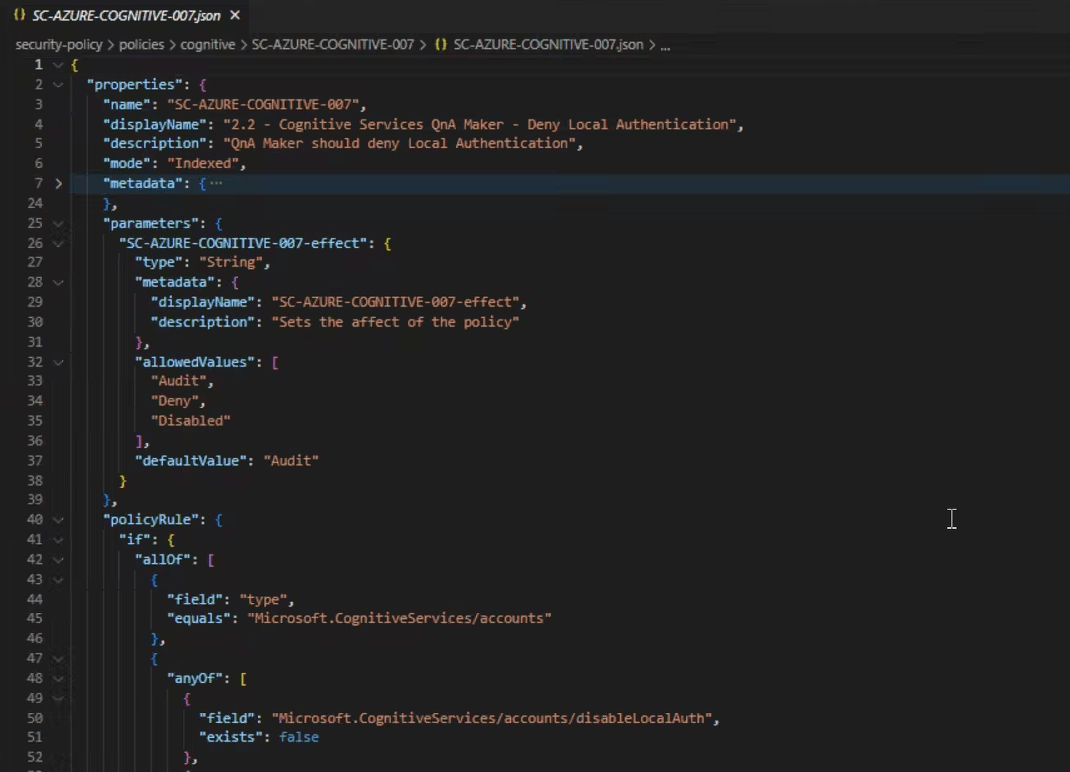 {} SC-AZURE-COGNITIVE-007.json ×
security-policy > policies > cognitive > SC-AZURE-COGNITIVE-007 > {} SC-AZURE-COGNITIVE-007.json > ...
1 {
2 "properties": {
3 "name": "SC-AZURE-COGNITIVE-007",
4 "displayName": "2.2 - Cognitive Services QnA Maker - Deny Local Authentication",
5 "description": "QnA Maker should deny Local Authentication",
6 "mode": "Indexed",
7 "metadata": { ...
24 },
25 "parameters": {
26 "SC-AZURE-COGNITIVE-007-effect": {
27 "type": "String",
28 "metadata": {
29 "displayName": "SC-AZURE-COGNITIVE-007-effect",
30 "description": "Sets the affect of the policy"
31 },
32 "allowedValues": [
33 "Audit",
34 "Deny",
35 "Disabled"
36 ],
37 "defaultValue": "Audit"
38 }
39 },
40 "policyRule": {
41 "if": {
42 "allOf": [
43 {
44 "field": "type",
45 "equals": "Microsoft.CognitiveServices/accounts"
46 },
47 {
48 "anyOf": [
49 {
50 "field": "Microsoft.CognitiveServices/accounts/disableLocalAuth",
51 "exists": false
52 },